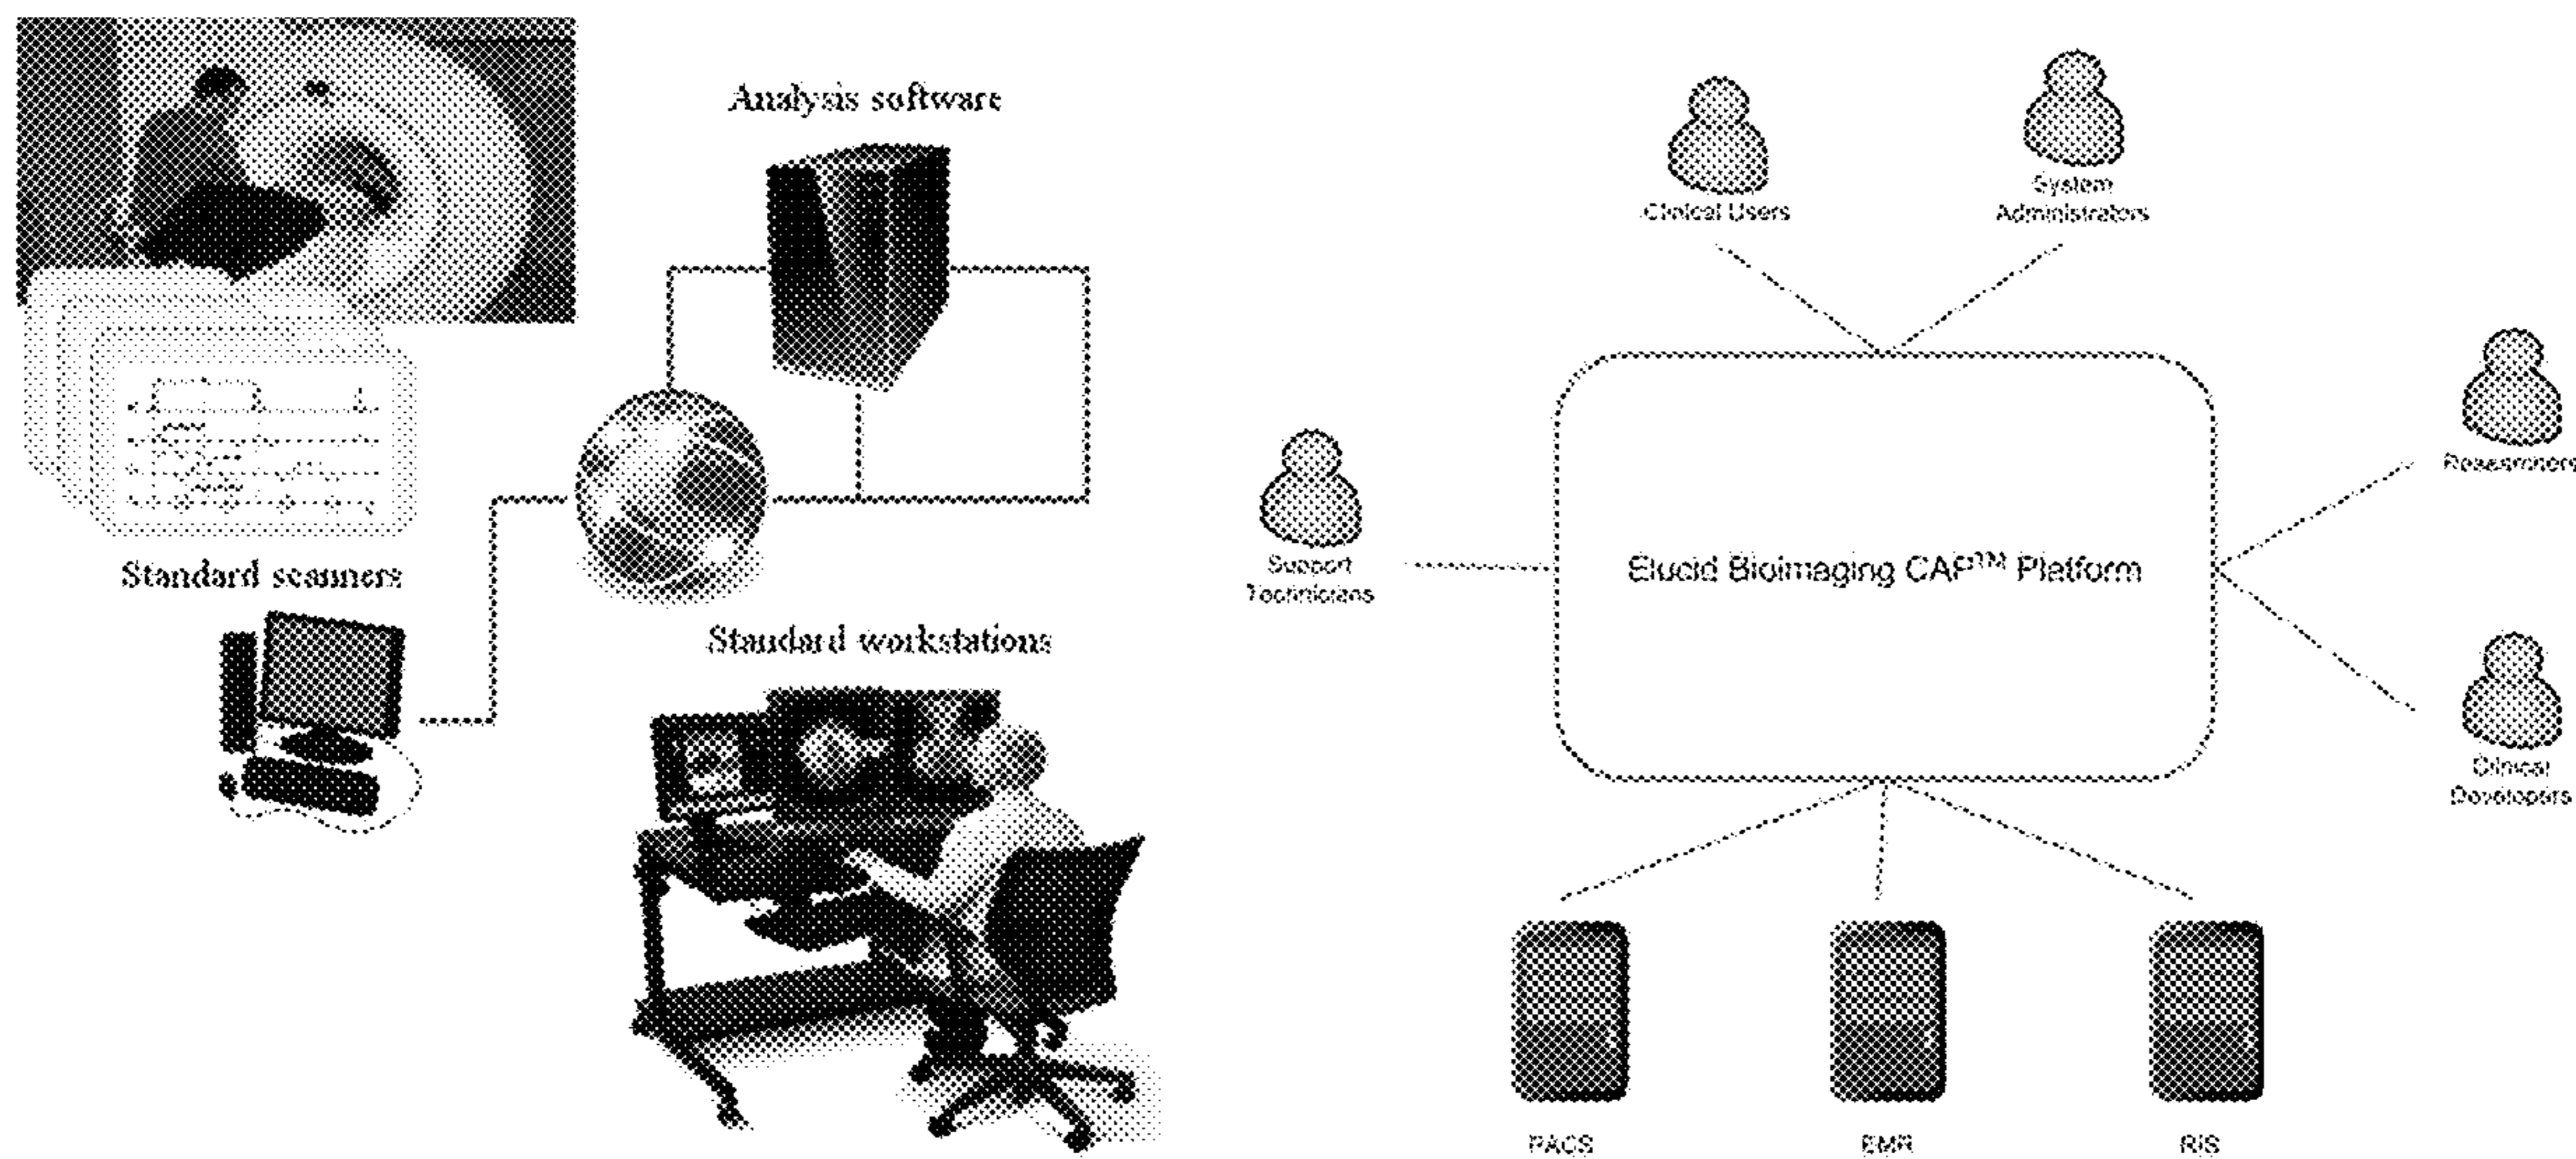 Analysis software
Standard scanners
Standard workstations
Clinical Users
System
Administrators
Support
Technicians
Elucid Bioimaging CAP™ Platform
Researchers
Clinical
Developers
PACS
EMR
RIS